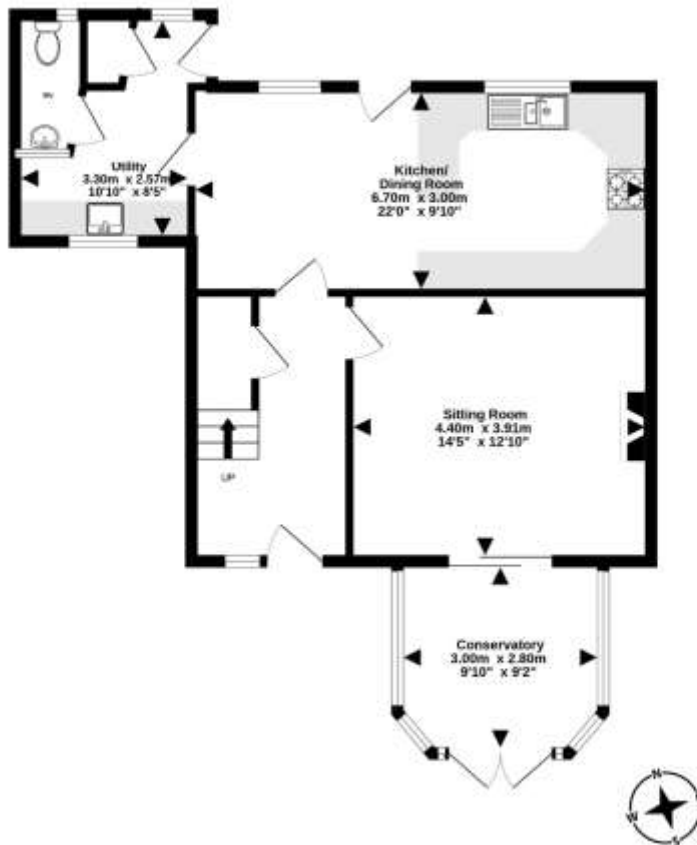 Utility
3.30m x 2.57m
10'10" x 8'5"
Kitchen/
Dining Room
6.70m x 3.00m
22'0" x 9'10"
Sitting Room
4.40m x 3.91m
14'5" x 12'10"
UP
Conservatory
3.00m x 2.80m
9'10" x 9'2"
N
W
S